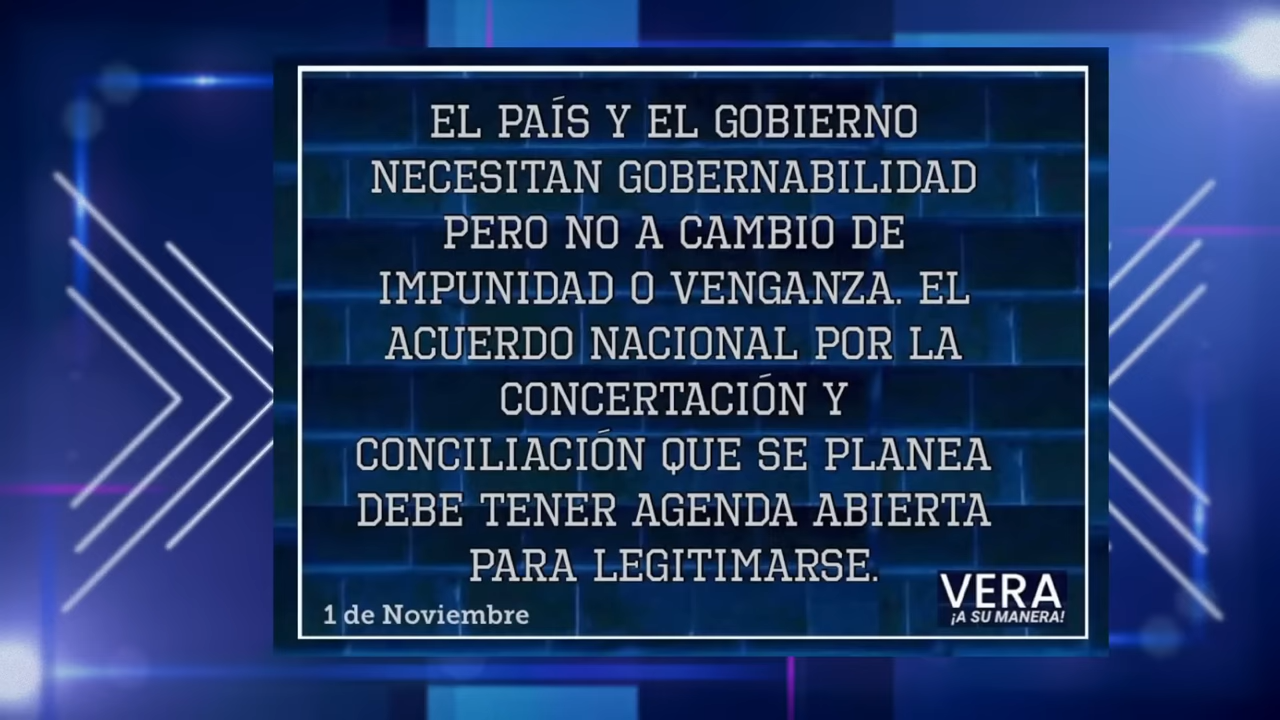 EL PAÍS Y EL GOBIERNO
NECESITAN GOBERNABILIDAD
PERO NO A CAMBIO DE
IMPUNIDAD O VENGANZA. EL
ACUERDO NACIONAL POR LA
CONCERTACIÓN Y
CONCILIACIÓN QUE SE PLANEA
DEBE TENER AGENDA ABIERTA
PARA LEGITIMARSE.
1 de Noviembre
VERA
¡A SU MANERA!